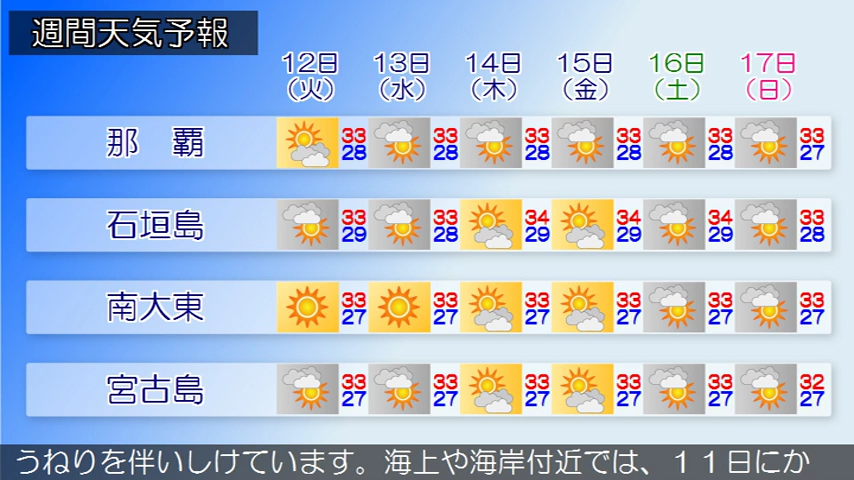 週間天気予報
12日 13日 14日 15日 16日 17日
(火) (水) (木) (金) (土) (日)
那　覇 33 28 33 28 33 28 33 28 33 28 33 27
石垣島 33 29 33 28 34 29 34 29 34 29 33 28
南大東 33 27 33 27 33 27 33 27 33 27 33 27
宮古島 33 27 33 27 33 27 33 27 33 27 32 27
うねりを伴いしけています。海上や海岸付近では、１１日にか